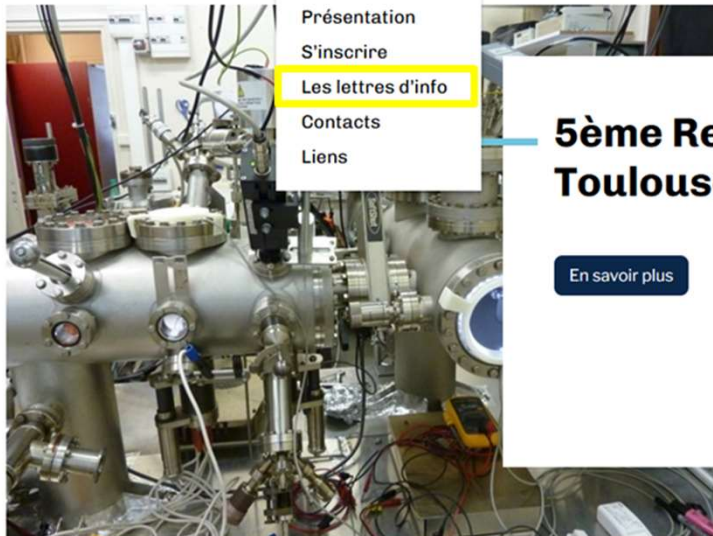 Présentation
S'inscrire
Les lettres d'info
Contacts
Liens
5ème Re
Toulous
En savoir plus